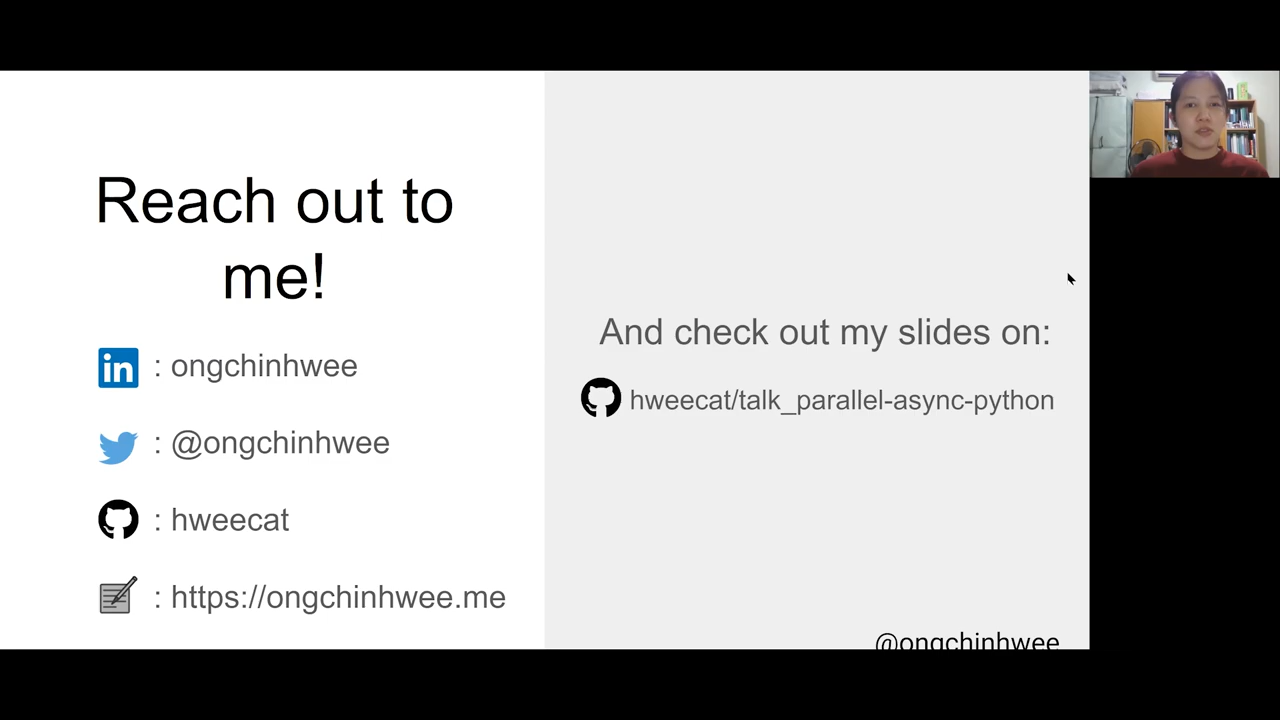 Reach out to
me!
in : ongchinhwee
: @ongchinhwee
: hweecat
: https://ongchinhwee.me
And check out my slides on:
hweecat/talk_parallel-async-python
@ongchinhwee